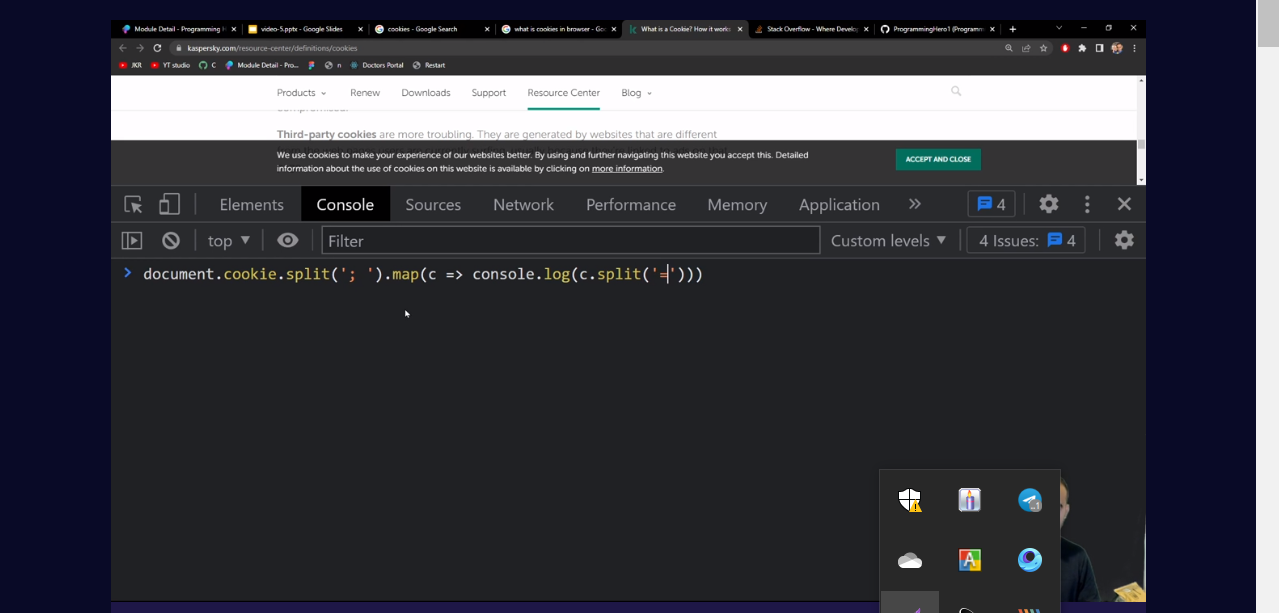 Module Detail - Programming H
video-5.pptx - Google Slides
cookies - Google Search
what is cookies in browser - Goo
What is a Cookie? How it works
Stack Overflow - Where Develop
ProgrammingHero1 (Programm
kaspersky.com/resource-center/definitions/cookies
JKR
YT studio
C
Module Detail - Pro...
n
Doctors Portal
Restart
Products
Renew
Downloads
Support
Resource Center
Blog
compromised.
Third-party cookies are more troubling. They are generated by websites that are different
We use cookies to make your experience of our websites better. By using and further navigating this website you accept this. Detailed
information about the use of cookies on this website is available by clicking on more information.
ACCEPT AND CLOSE
Elements
Console
Sources
Network
Performance
Memory
Application
4
top
Filter
Custom levels
4 Issues: 4
document.cookie.split('; ').map(c => console.log(c.split('=')))
A